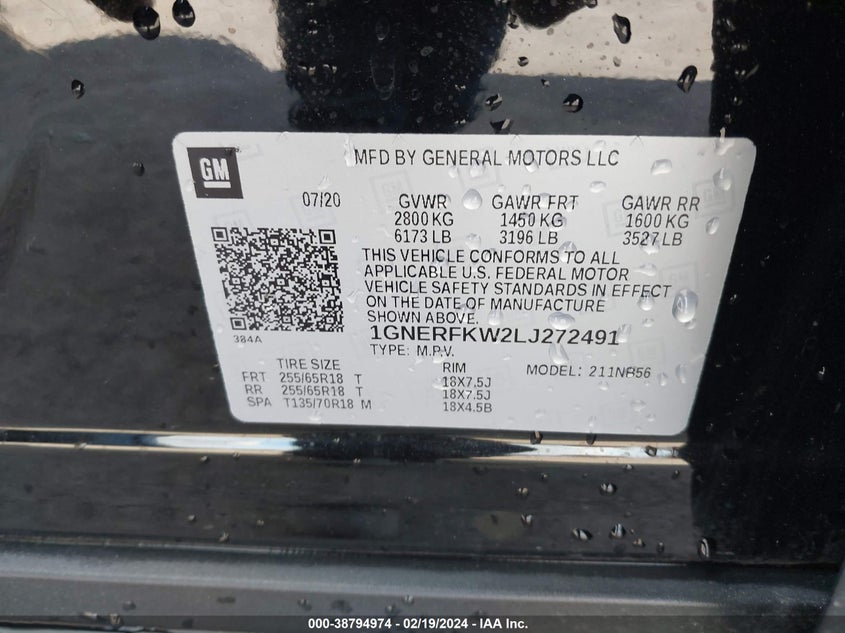 GM
MFD BY GENERAL MOTORS LLC
07/20 GVWR GAWR FRT GAWR RR
2800 KG 1450 KG 1600 KG
6173 LB 3196 LB 3527 LB
THIS VEHICLE CONFORMS TO ALL
APPLICABLE U.S. FEDERAL MOTOR
VEHICLE SAFETY STANDARDS IN EFFECT
ON THE DATE OF MANUFACTURE
SHOWN ABOVE.
384A
1GNERFKW2LJ272491
TYPE: M.P.V.
TIRE SIZE RIM MODEL: 211NR56
FRT 255/65R18 T 18X7.5J
RR 255/65R18 T 18X7.5J
SPA T135/70R18 M 18X4.5B
000-38794974 - 02/19/2024 - IAA Inc.